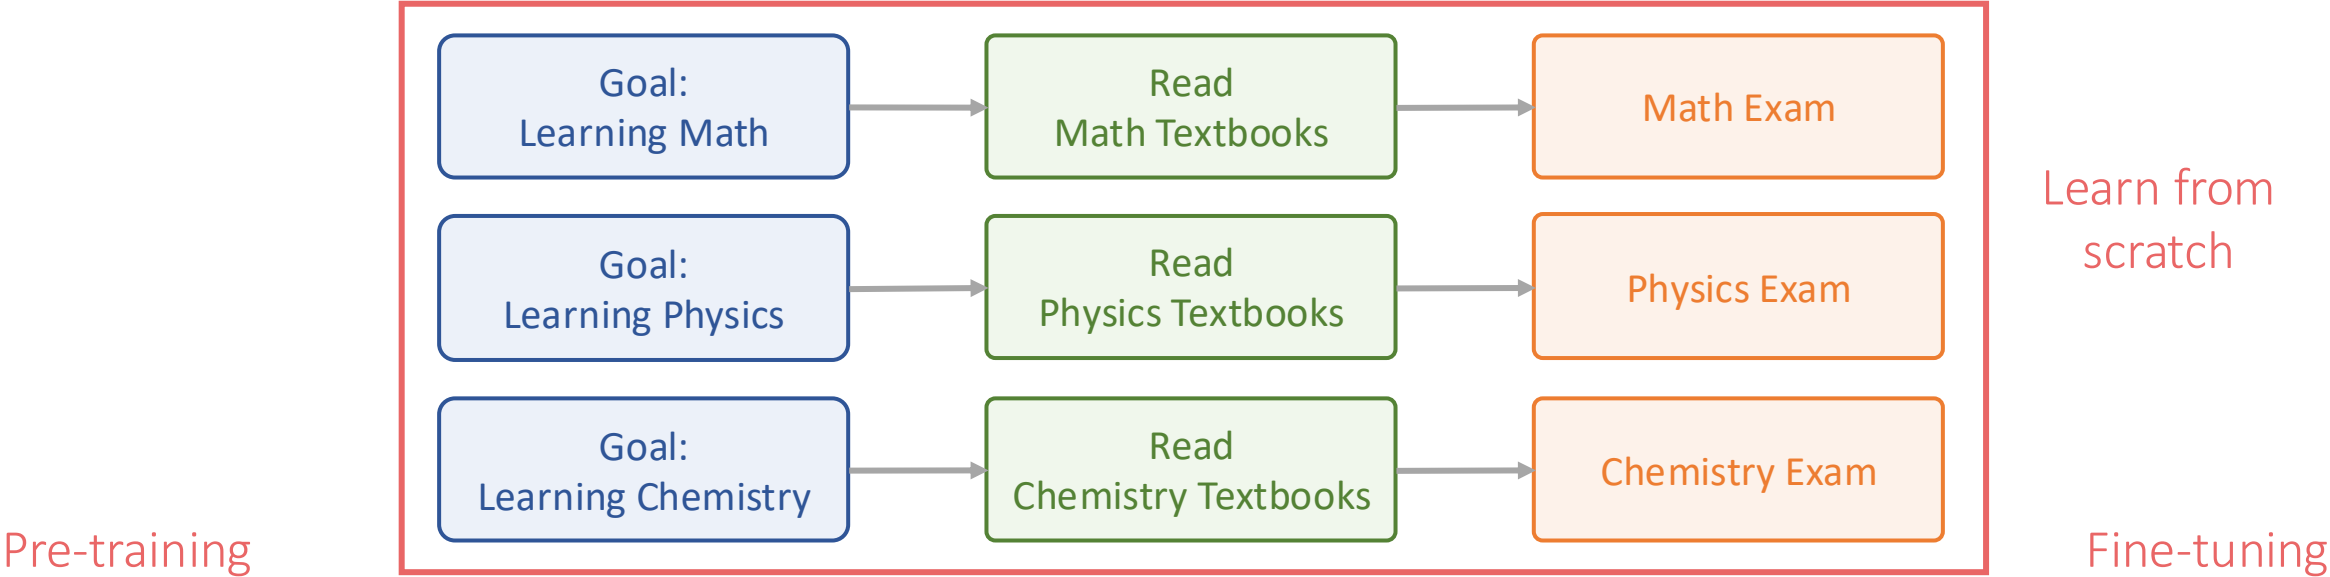 Goal:
Learning Math
Read
Math Textbooks
Math Exam
Learn from
scratch
Goal:
Learning Physics
Read
Physics Textbooks
Physics Exam
Goal:
Learning Chemistry
Read
Chemistry Textbooks
Chemistry Exam
Pre-training
Fine-tuning